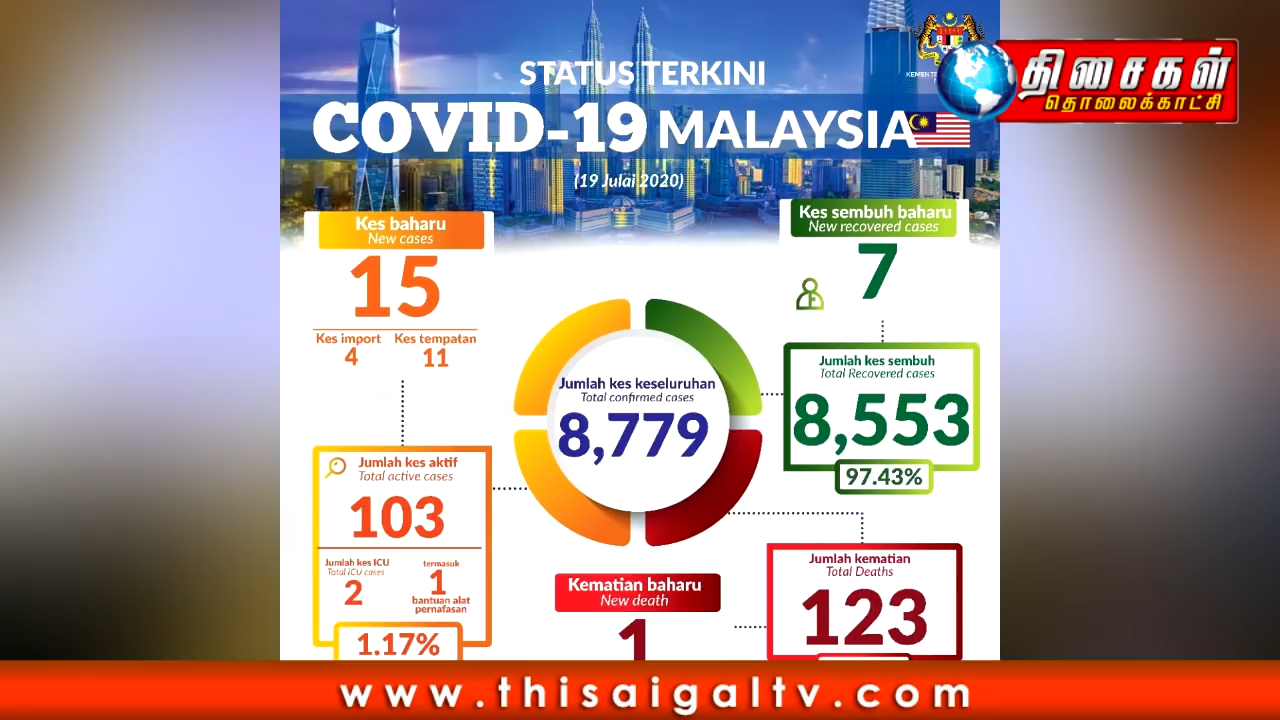 STATUS TERKINI
COVID-19 MALAYSIA
(19 Julai 2020)
திசைகள்
தொலைக்காட்சி
Kes baharu
New cases
15
Kes import
4
Kes tempatan
11
Kes sembuh baharu
New recovered cases
7
Jumlah kes keseluruhan
Total confirmed cases
8,779
Jumlah kes sembuh
Total Recovered cases
8,553
97.43%
Jumlah kes aktif
Total active cases
103
Jumlah kes ICU
Total ICU cases
2
termasuk
1
bantuan alat
pernafasan
1.17%
Kematian baharu
New death
1
Jumlah kematian
Total Deaths
123
www.thisaigaltv.com